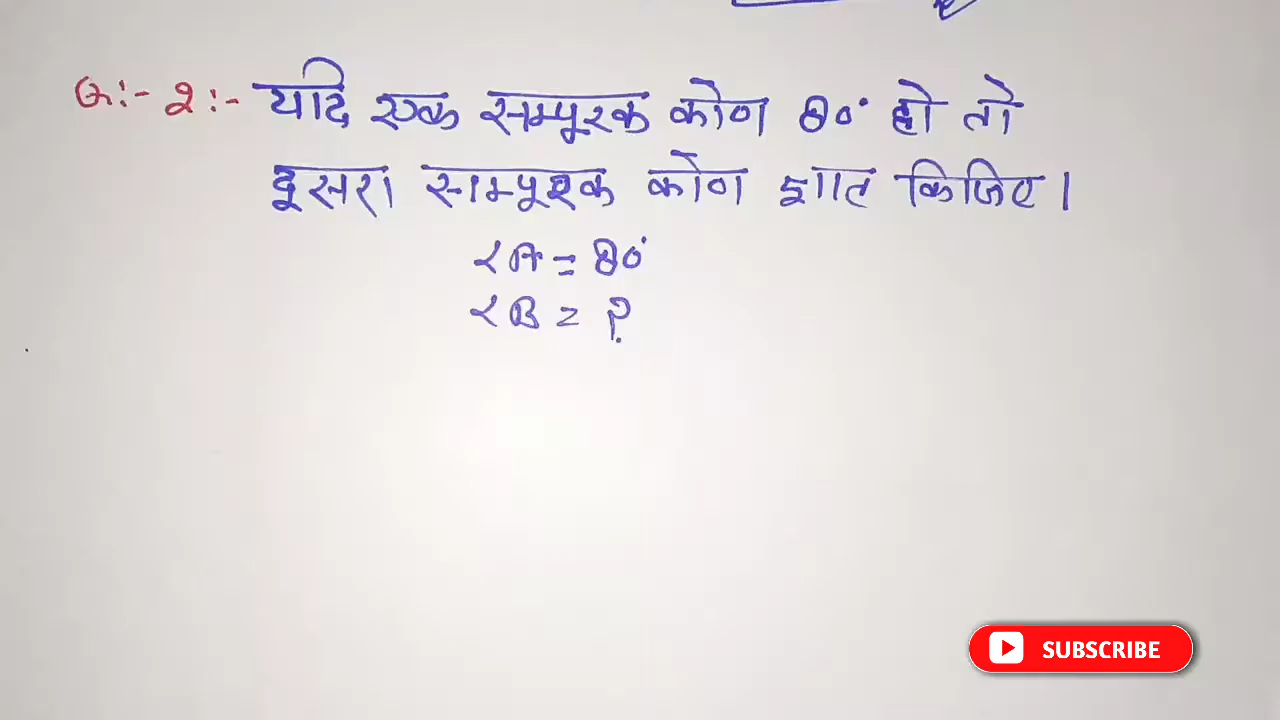 Q:- 2:- यदि एक सम्पूरक कोण 80° हो तो
दुसरा सम्पूरक कोण ज्ञात किजिए।
∠A = 80°
∠B = ?
SUBSCRIBE